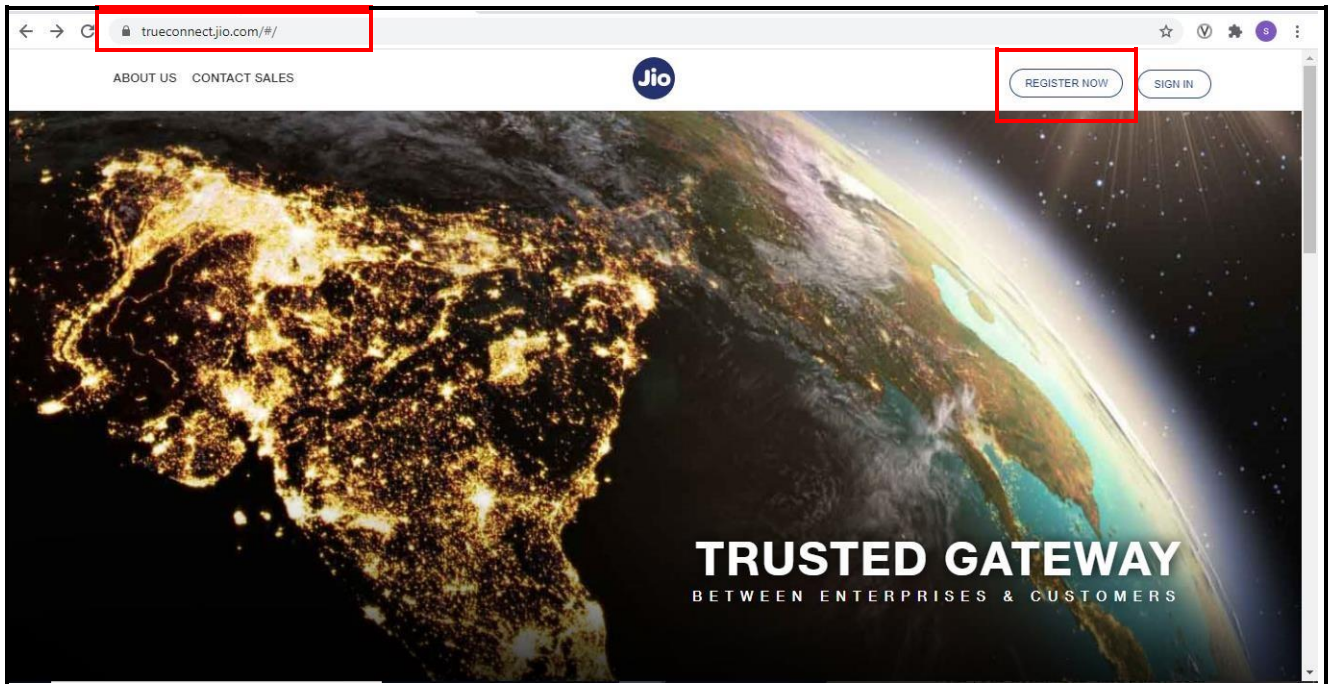 trueconnect.jio.com/#/
S
ABOUT US CONTACT SALES
Jio
REGISTER NOW
SIGN IN
TRUSTED GATEWAY
BETWEEN ENTERPRISES & CUSTOMERS